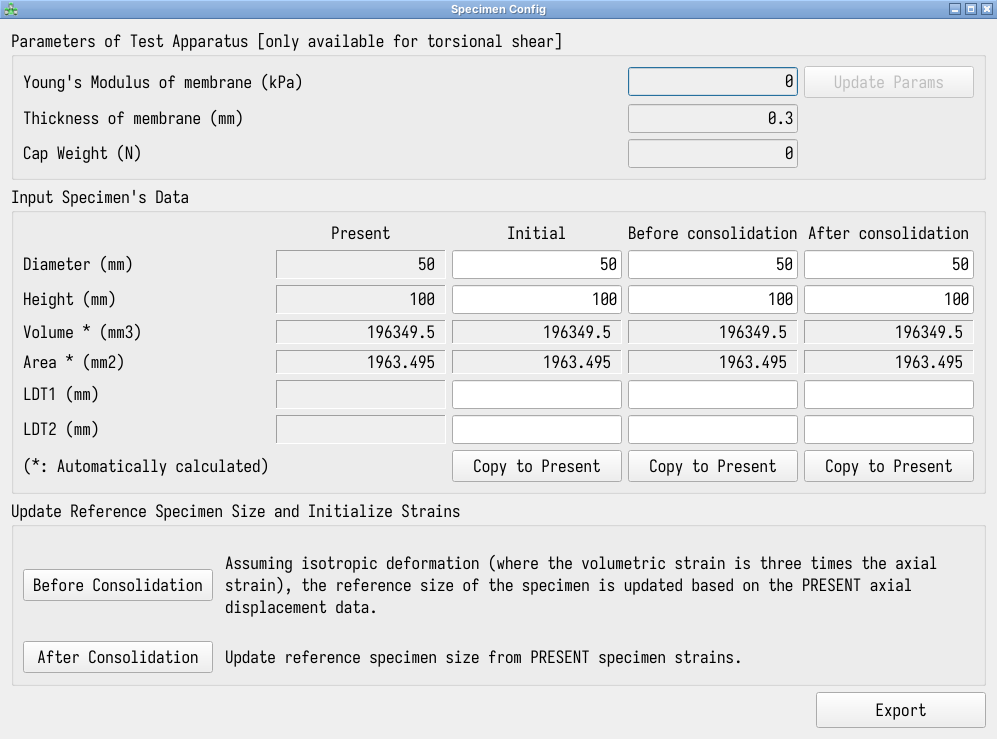 Specimen Config
Parameters of Test Apparatus [only available for torsional shear]
Young's Modulus of membrane (kPa) 0 Update Params
Thickness of membrane (mm) 0.3
Cap Weight (N) 0
Input Specimen's Data
Present Initial Before consolidation After consolidation
Diameter (mm) 50 50 50 50
Height (mm) 100 100 100 100
Volume * (mm3) 196349.5 196349.5 196349.5 196349.5
Area * (mm2) 1963.495 1963.495 1963.495 1963.495
LDT1 (mm)
LDT2 (mm)
(*: Automatically calculated) Copy to Present Copy to Present Copy to Present
Update Reference Specimen Size and Initialize Strains
Before Consolidation
Assuming isotropic deformation (where the volumetric strain is three times the axial
strain), the reference size of the specimen is updated based on the PRESENT axial
displacement data.
After Consolidation Update reference specimen size from PRESENT specimen strains.
Export